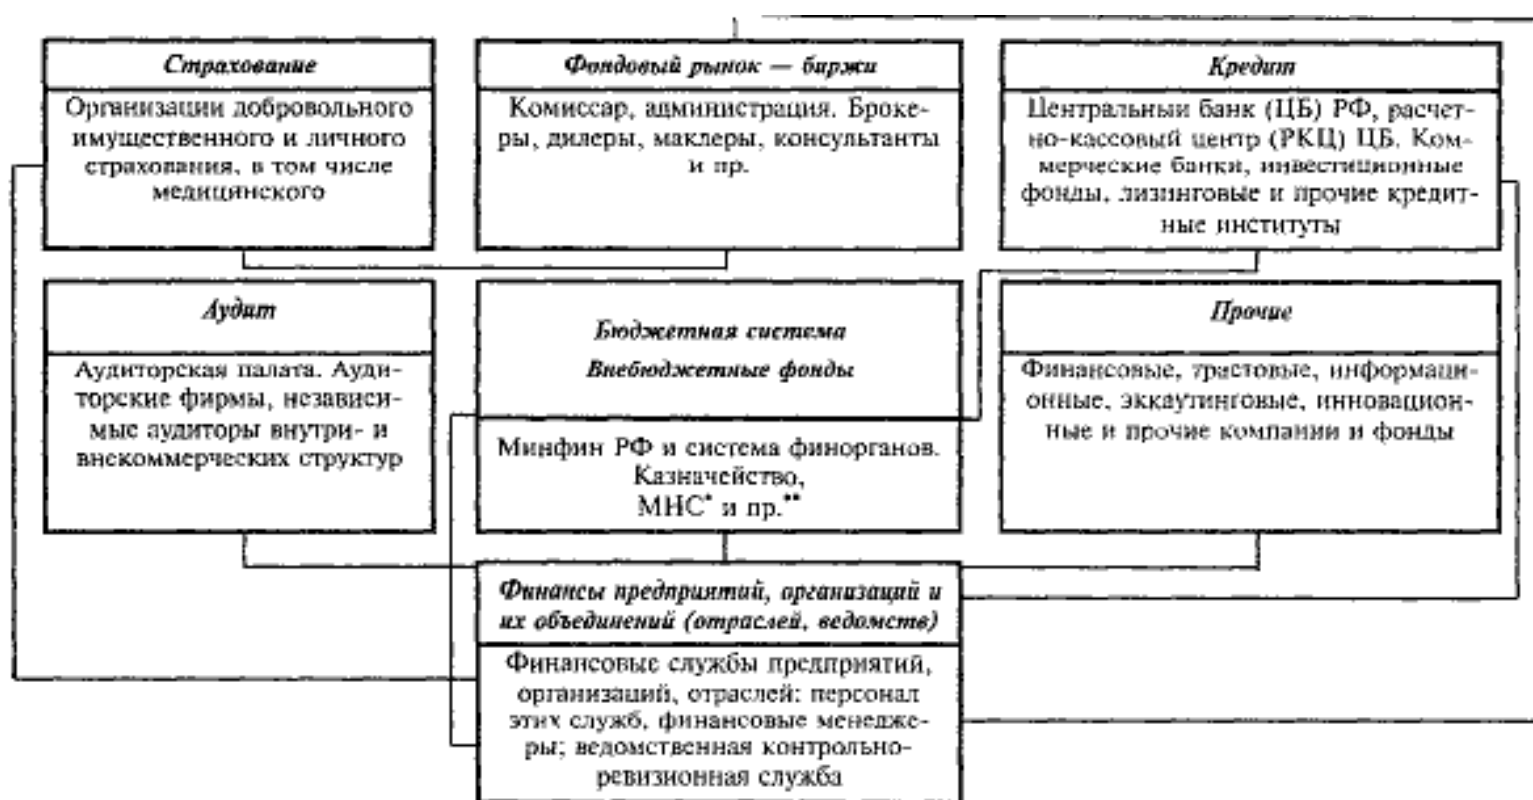 Страхование
Организации добровольного
имущественного и личного
страхования, в том числе
медицинского
Фондовый рынок — биржи
Комиссар, администрация. Броке-
ры, дилеры, маклеры, консультанты
и пр.
Кредит
Центральный банк (ЦБ) РФ, расчет-
но-кассовый центр (РКЦ) ЦБ. Ком-
мерческие банки, инвестиционные
фонды, лизинговые и прочие кредит-
ные институты
Аудит
Аудиторская палата. Ауди-
торские фирмы, независи-
мые аудиторы внутри- и
внекоммерческих структур
Бюджетная система
Внебюджетные фонды
Минфин РФ и система финорганов.
Казначейство,
МНС* и пр.**
Прочие
Финансовые, трастовые, информаци-
онные, эккаутинговые, инновацион-
ные и прочие компании и фонды
Финансы предприятий, организаций и
их объединений (отраслей, ведомств)
Финансовые службы предприятий,
организаций, отраслей: персонал
этих служб, финансовые менедже-
ры; ведомственная контрольно-
ревизионная служба